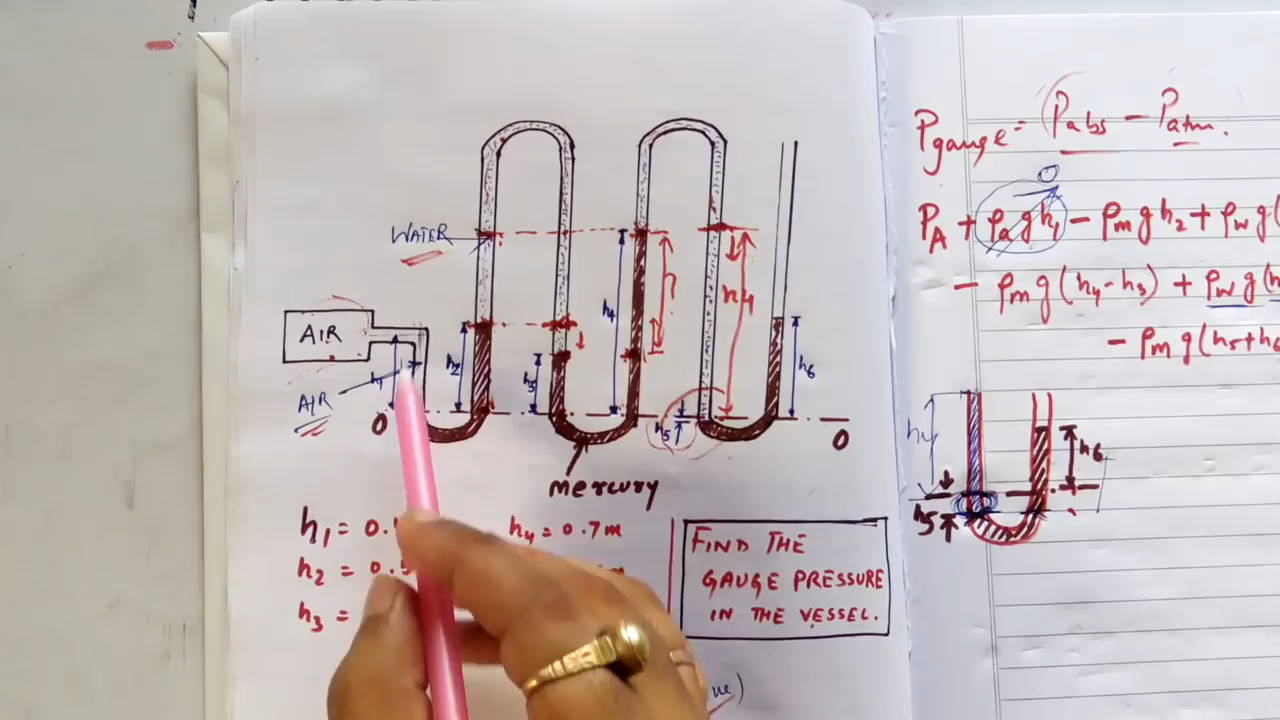 WATER
AIR
AIR
h1
h2
h3
h4
h4
h5
h6
O
O
mercury
h1 = 0.
h2 = 0.5
h3 =
h4 = 0.7m
m
FIND THE
GAUGE PRESSURE
IN THE VESSEL.
Pgauge = (Pabs - Patm.
O
PA + ρagh1 - ρmgh2 + ρwg(
- ρmg(h4-h3) + ρwg(h
- ρmg(h5+h6
h4
h6
h5